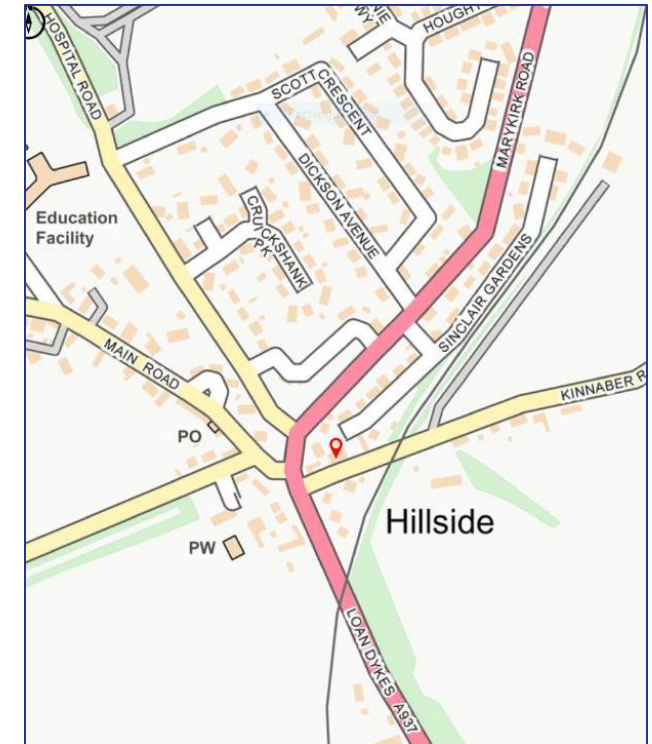 HOUGHT
WY
HOSPITAL ROAD
SCOTT
CRESCENT
MARYKIRK ROAD
DICKSON AVENUE
Education
Facility
CRUICKSHANK
PK
SINCLAIR GARDENS
MAIN ROAD
KINNABER R
PO
Hillside
PW
LOAN DYKES A937